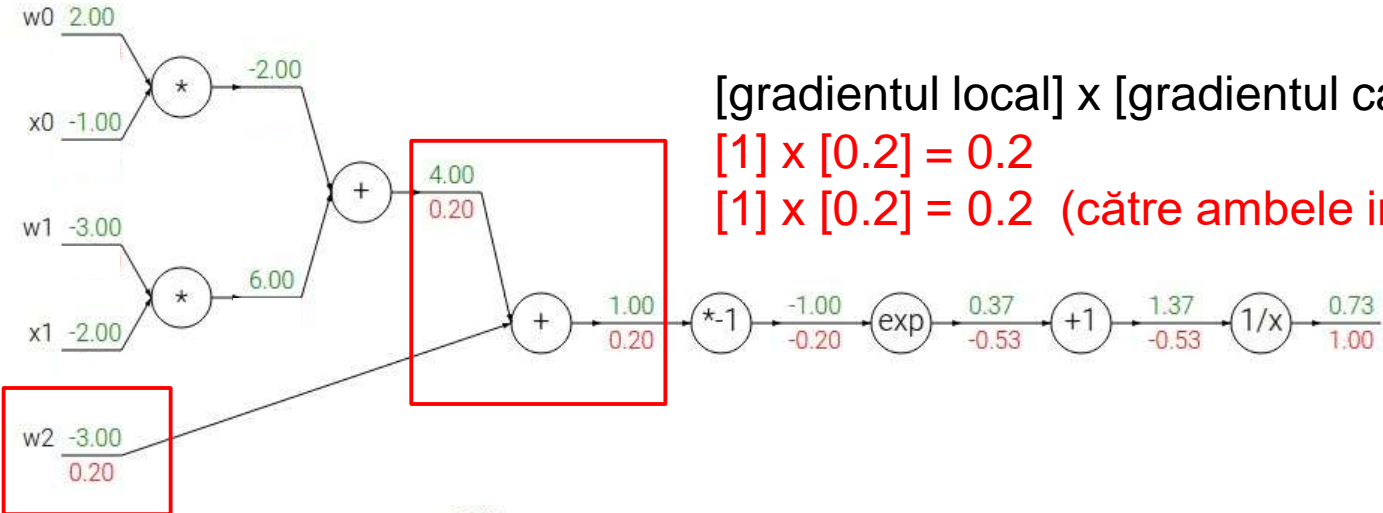 w0 2.00
-2.00
*
x0 -1.00
[gradientul local] x [gradientul
[1] x [0.2] = 0.2
[1] x [0.2] = 0.2 (către ambele
+
4.00
0.20
w1 -3.00
*
6.00
x1 -2.00
+
1.00
0.20
*-1
-1.00
-0.20
exp
0.37
-0.53
+1
1.37
-0.53
1/x
0.73
1.00
w2 -3.00
0.20